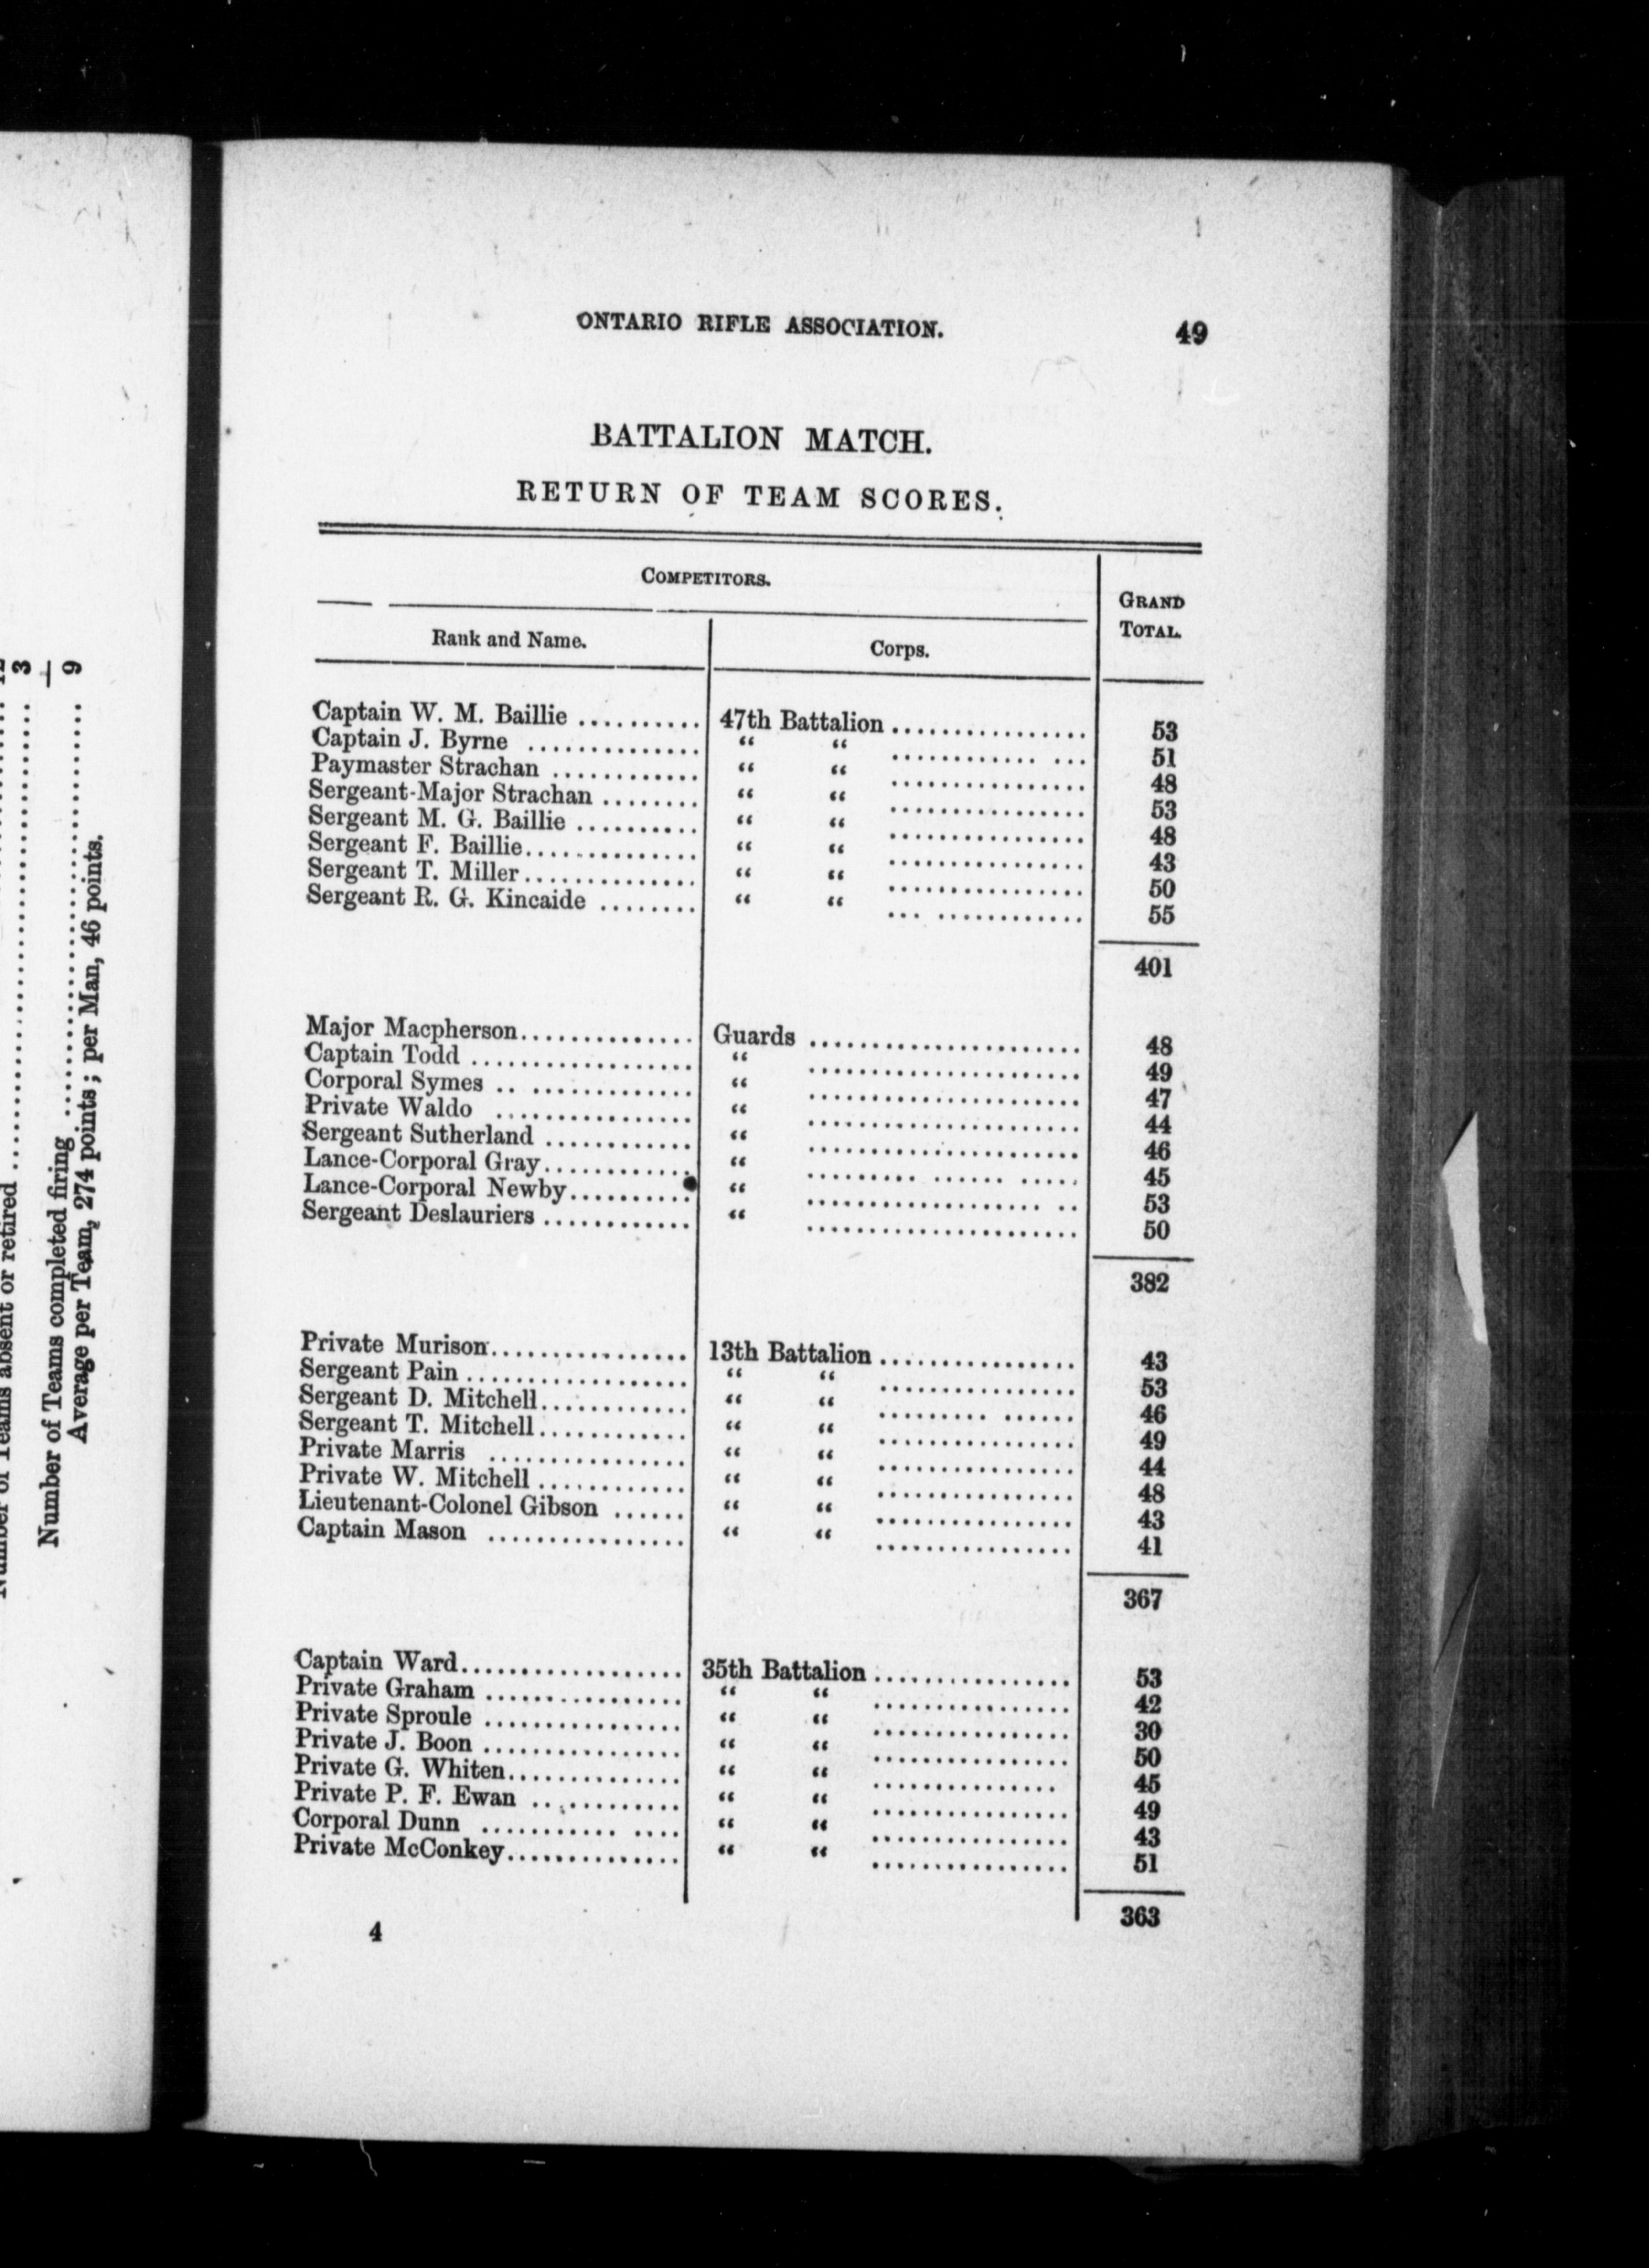 3
9
Number of Teams completed firing
Average per Team, 274 points; per Man, 46 points.
ONTARIO RIFLE ASSOCIATION. 49
BATTALION MATCH.
RETURN OF TEAM SCORES.
COMPETITORS.
GRAND
TOTAL.
Rank and Name. Corps.
Captain W. M. Baillie .......... 47th Battalion ................ 53
Captain J. Byrne .............. “ “ ............ ... 51
Paymaster Strachan ............ “ “ ................ 48
Sergeant-Major Strachan ........ “ “ ................ 53
Sergeant M. G. Baillie .......... “ “ ................ 48
Sergeant F. Baillie.............. “ “ ................ 43
Sergeant T. Miller.............. “ “ ................ 50
Sergeant R. G. Kincaide ........ “ “ ... ............ 55
401
Major Macpherson............... Guards ...................... 48
Captain Todd .................. “ ...................... 49
Corporal Symes .. ............. “ ...................... 47
Private Waldo ................ “ ...................... 44
Sergeant Sutherland ............ “ ...................... 46
Lance-Corporal Gray............ “ ......... ...... ..... 45
Lance-Corporal Newby.......... “ ................... .. 53
Sergeant Deslauriers ............ “ ...................... 50
382
Private Murison................. 13th Battalion ................ 43
Sergeant Pain .................. “ “ ................ 53
Sergeant D. Mitchell............ “ “ ......... ...... 46
Sergeant T. Mitchell............ “ “ ................ 49
Private Marris ................ “ “ ................ 44
Private W. Mitchell ............ “ “ ................ 48
Lieutenant-Colonel Gibson ...... “ “ ................ 43
Captain Mason ................ “ “ ................ 41
367
Captain Ward.................. 35th Battalion ................ 53
Private Graham ................ “ “ ................ 42
Private Sproule ................ “ “ ................ 30
Private J. Boon ................ “ “ ................ 50
Private G. Whiten.............. “ “ ............... 45
Private P. F. Ewan ............ “ “ ................ 49
Corporal Dunn ........... .... “ “ ................ 43
Private McConkey.............. “ “ ................ 51
363
4